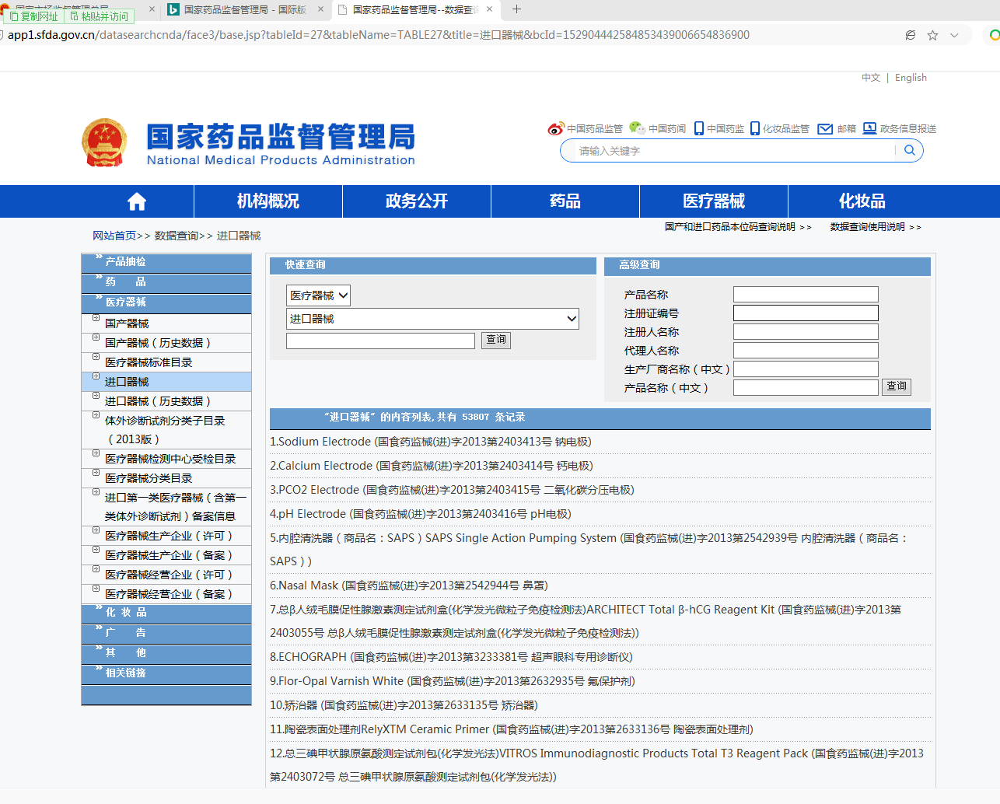 复制网址 粘贴并访问
国家药品监督管理局 - 国际版
国家药品监督管理局--数据查
app1.sfda.gov.cn/datasearchcnda/face3/base.jsp?tableId=27&tableName=TABLE27&title=进口器械&bcId=152904442584853439006654836900
中文 | English
国家药品监督管理局
National Medical Products Administration
中国药品监管 中国药闻 中国药监 化妆品监管 邮箱 政务信息报送
请输入关键字
机构概况 政务公开 药品 医疗器械 化妆品
国产和进口药品本位码查询说明 >> 数据查询使用说明 >>
网站首页>> 数据查询>> 进口器械
产品抽检
药 品
医疗器械
国产器械
国产器械（历史数据）
医疗器械标准目录
进口器械
进口器械（历史数据）
体外诊断试剂分类子目录
（2013版）
医疗器械检测中心受检目录
医疗器械分类目录
进口第一类医疗器械（含第一
类体外诊断试剂）备案信息
医疗器械生产企业（许可）
医疗器械生产企业（备案）
医疗器械经营企业（许可）
医疗器械经营企业（备案）
化 妆 品
广 告
其 他
相关链接
快速查询
医疗器械
进口器械
查询
高级查询
产品名称
注册证编号
注册人名称
代理人名称
生产厂商名称（中文）
产品名称（中文）
查询
“进口器械”的内容列表,共有 53807 条记录
1.Sodium Electrode (国食药监械(进)字2013第2403413号 钠电极)
2.Calcium Electrode (国食药监械(进)字2013第2403414号 钙电极)
3.PCO2 Electrode (国食药监械(进)字2013第2403415号 二氧化碳分压电极)
4.pH Electrode (国食药监械(进)字2013第2403416号 pH电极)
5.内腔清洗器（商品名：SAPS）SAPS Single Action Pumping System (国食药监械(进)字2013第2542939号 内腔清洗器（商品名：
SAPS）)
6.Nasal Mask (国食药监械(进)字2013第2542944号 鼻罩)
7.总β人绒毛膜促性腺激素测定试剂盒(化学发光微粒子免疫检测法)ARCHITECT Total β-hCG Reagent Kit (国食药监械(进)字2013第
2403055号 总β人绒毛膜促性腺激素测定试剂盒(化学发光微粒子免疫检测法))
8.ECHOGRAPH (国食药监械(进)字2013第3233381号 超声眼科专用诊断仪)
9.Flor-Opal Varnish White (国食药监械(进)字2013第2632935号 氟保护剂)
10.矫治器 (国食药监械(进)字2013第2633135号 矫治器)
11.陶瓷表面处理剂RelyXTM Ceramic Primer (国食药监械(进)字2013第2633136号 陶瓷表面处理剂)
12.总三碘甲状腺原氨酸测定试剂包(化学发光法)VITROS Immunodiagnostic Products Total T3 Reagent Pack (国食药监械(进)字2013
第2403072号 总三碘甲状腺原氨酸测定试剂包(化学发光法))